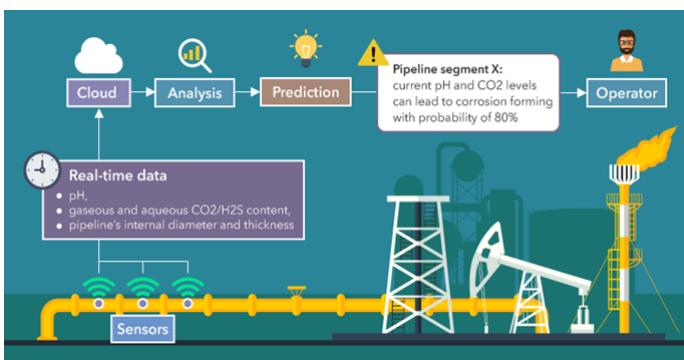 Cloud
Analysis
Prediction
Pipeline segment X:
current pH and CO2 levels
can lead to corrosion forming
with probability of 80%
Operator
Real-time data
• pH,
• gaseous and aqueous CO2/H2S content,
• pipeline's internal diameter and thickness
Sensors